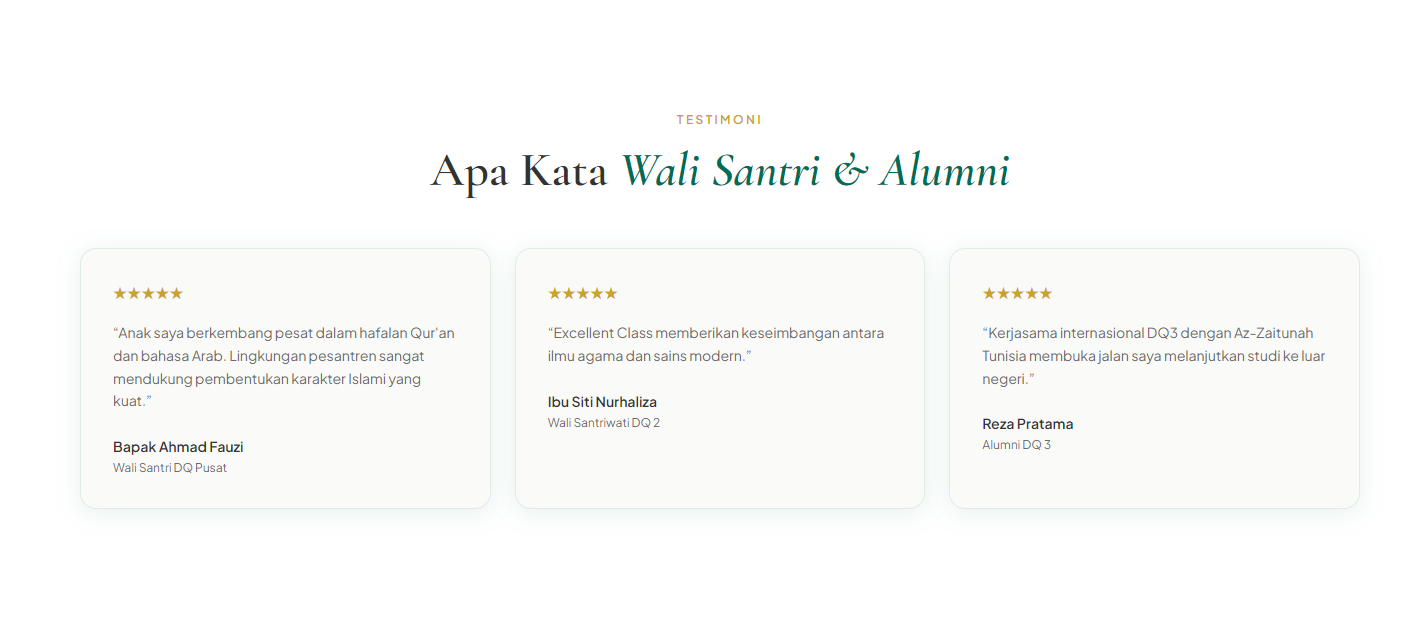 TESTIMONI
Apa Kata Wali Santri & Alumni
★★★★★
“Anak saya berkembang pesat dalam hafalan Qur'an
dan bahasa Arab. Lingkungan pesantren sangat
mendukung pembentukan karakter Islami yang
kuat.”
Bapak Ahmad Fauzi
Wali Santri DQ Pusat
★★★★★
“Excellent Class memberikan keseimbangan antara
ilmu agama dan sains modern.”
Ibu Siti Nurhaliza
Wali Santriwati DQ 2
★★★★★
“Kerjasama internasional DQ3 dengan Az-Zaitunah
Tunisia membuka jalan saya melanjutkan studi ke luar
negeri.”
Reza Pratama
Alumni DQ 3